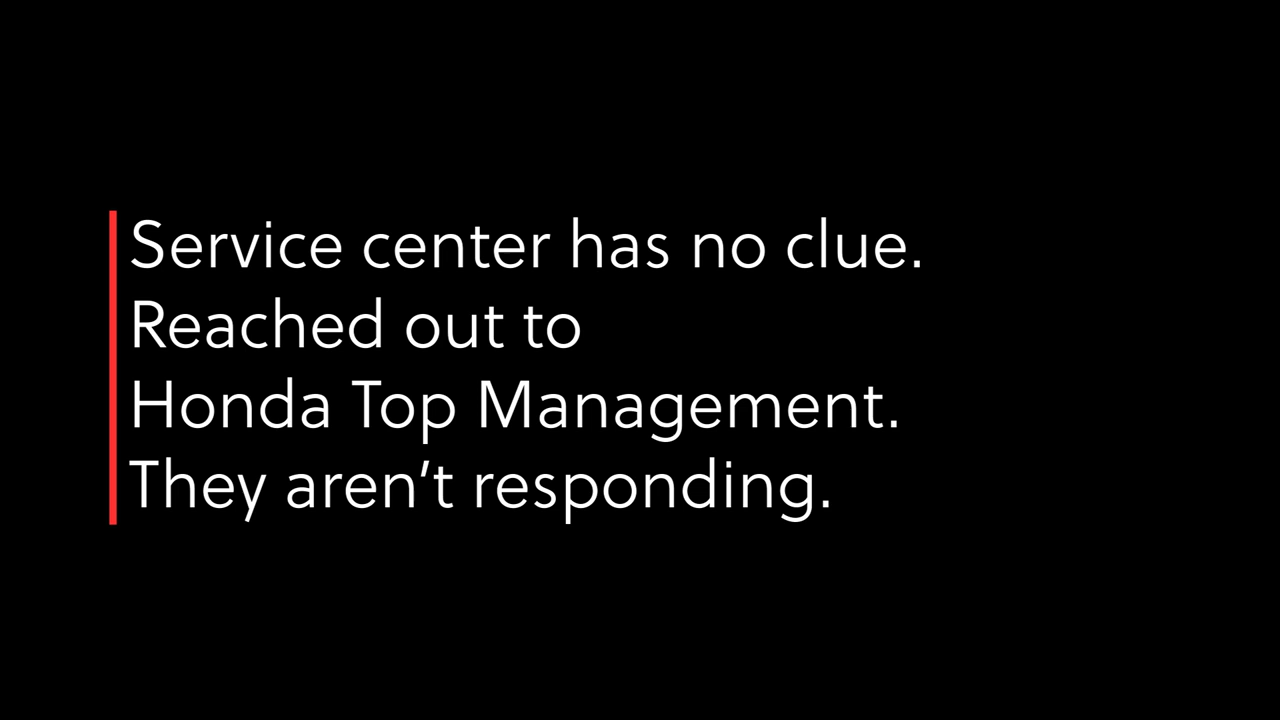 Service center has no clue.
Reached out to
Honda Top Management.
They aren’t responding.